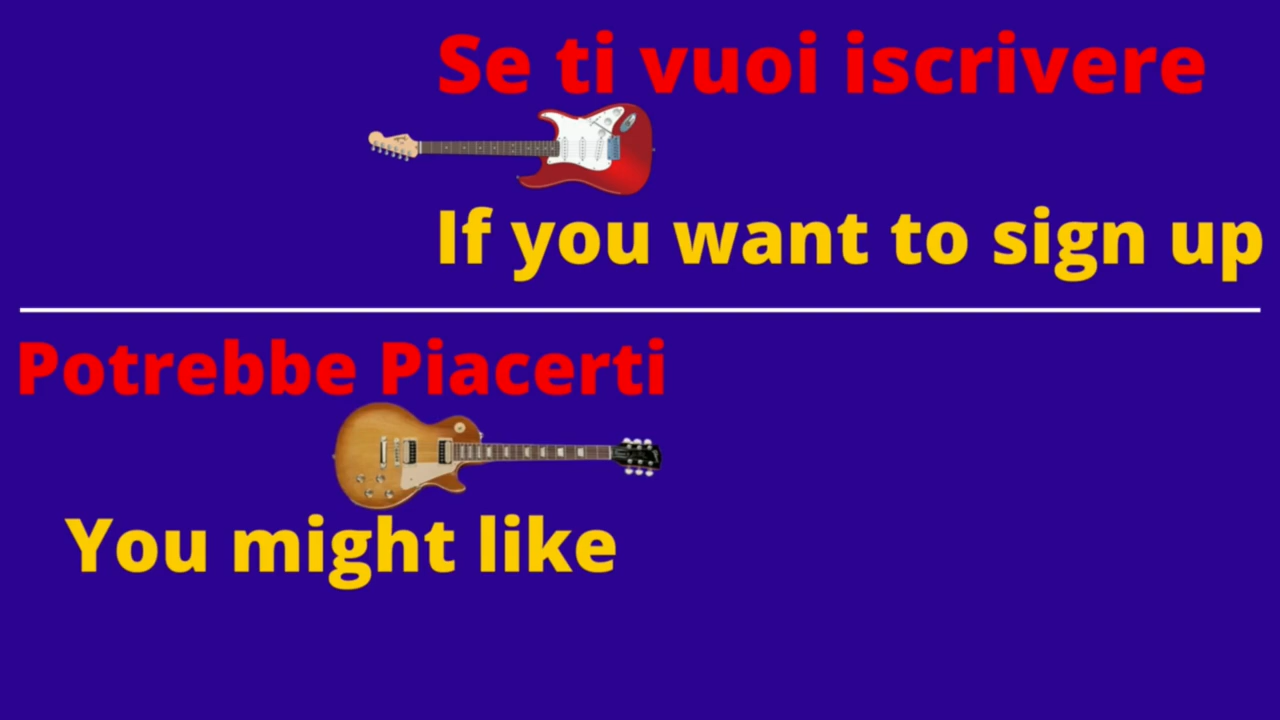 Se ti vuoi iscrivere
If you want to sign up
Potrebbe Piacerti
You might like